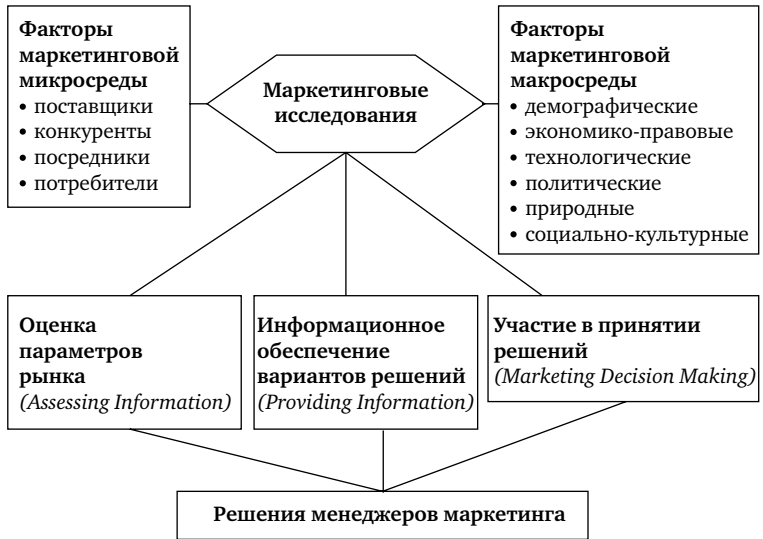 Факторы
маркетинговой
микросреды
• поставщики
• конкуренты
• посредники
• потребители
Маркетинговые
исследования
Факторы
маркетинговой
макросреды
• демографические
• экономико-правовые
• технологические
• политические
• природные
• социально-культурные
Оценка
параметров
рынка
(Assessing Information)
Информационное
обеспечение
вариантов решений
(Providing Information)
Участие в принятии
решений
(Marketing Decision Making)
Решения менеджеров маркетинга